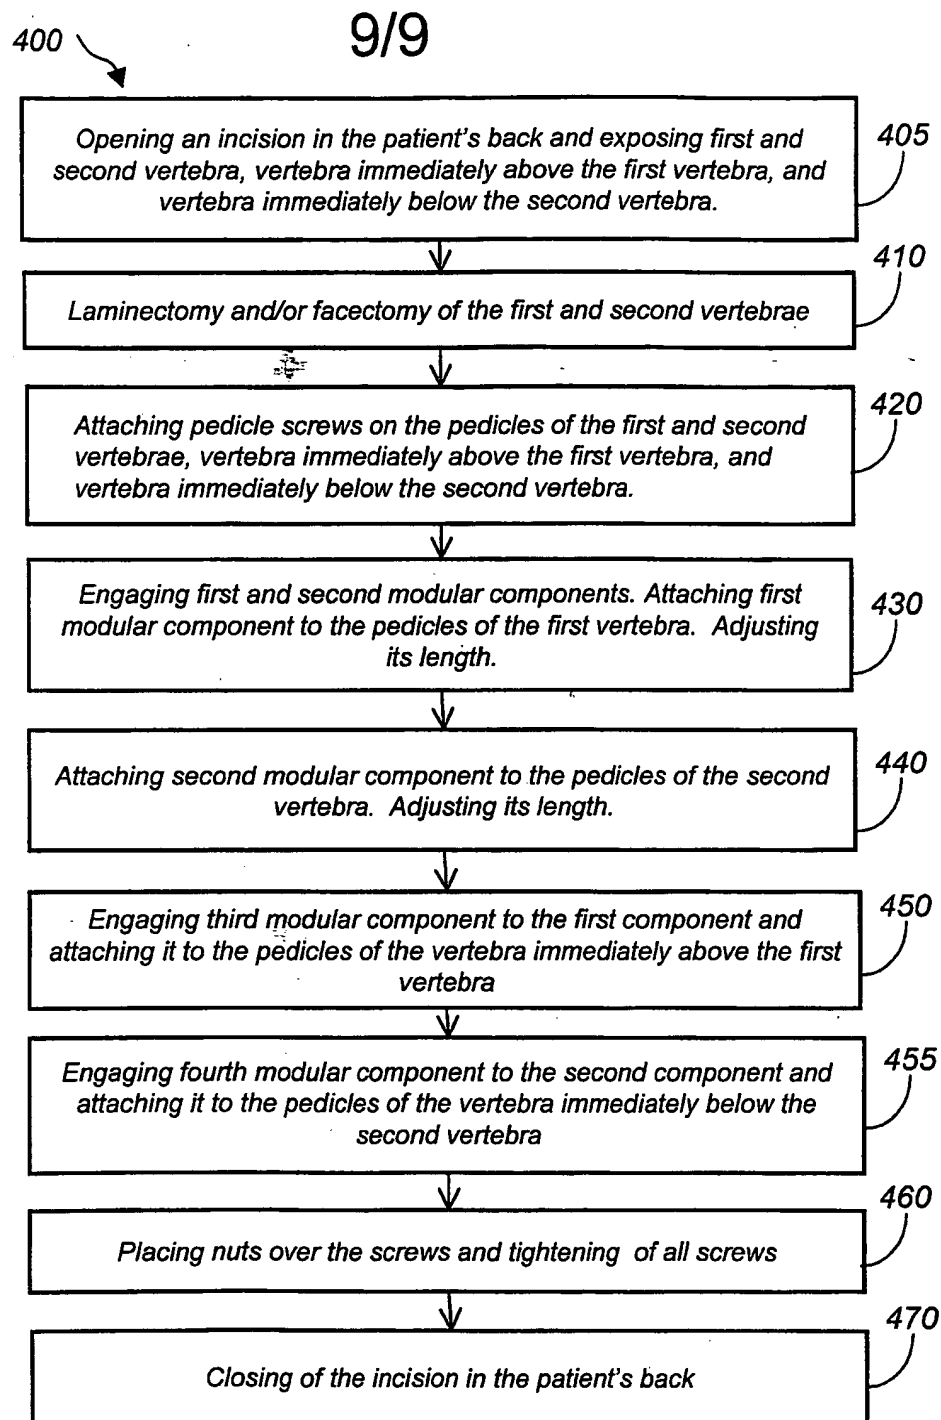 400
9/9
Opening an incision in the patient's back and exposing first and
second vertebra, vertebra immediately above the first vertebra, and
vertebra immediately below the second vertebra.
405
Laminectomy and/or facectomy of the first and second vertebrae
410
Attaching pedicle screws on the pedicles of the first and second
vertebrae, vertebra immediately above the first vertebra, and
vertebra immediately below the second vertebra.
420
Engaging first and second modular components. Attaching first
modular component to the pedicles of the first vertebra. Adjusting
its length.
430
Attaching second modular component to the pedicles of the second
vertebra. Adjusting its length.
440
Engaging third modular component to the first component and
attaching it to the pedicles of the vertebra immediately above the first
vertebra
450
Engaging fourth modular component to the second component and
attaching it to the pedicles of the vertebra immediately below the
second vertebra
455
Placing nuts over the screws and tightening of all screws
460
Closing of the incision in the patient's back
470